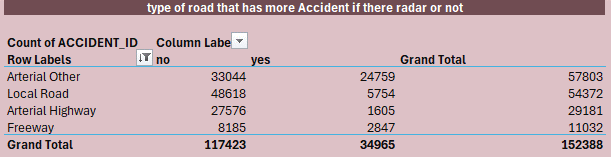 type of road that has more Accident if there radar or not
Count of ACCIDENT_ID Column Labe
Row Labels no yes Grand Total
Arterial Other 33044 24759 57803
Local Road 48618 5754 54372
Arterial Highway 27576 1605 29181
Freeway 8185 2847 11032
Grand Total 117423 34965 152388